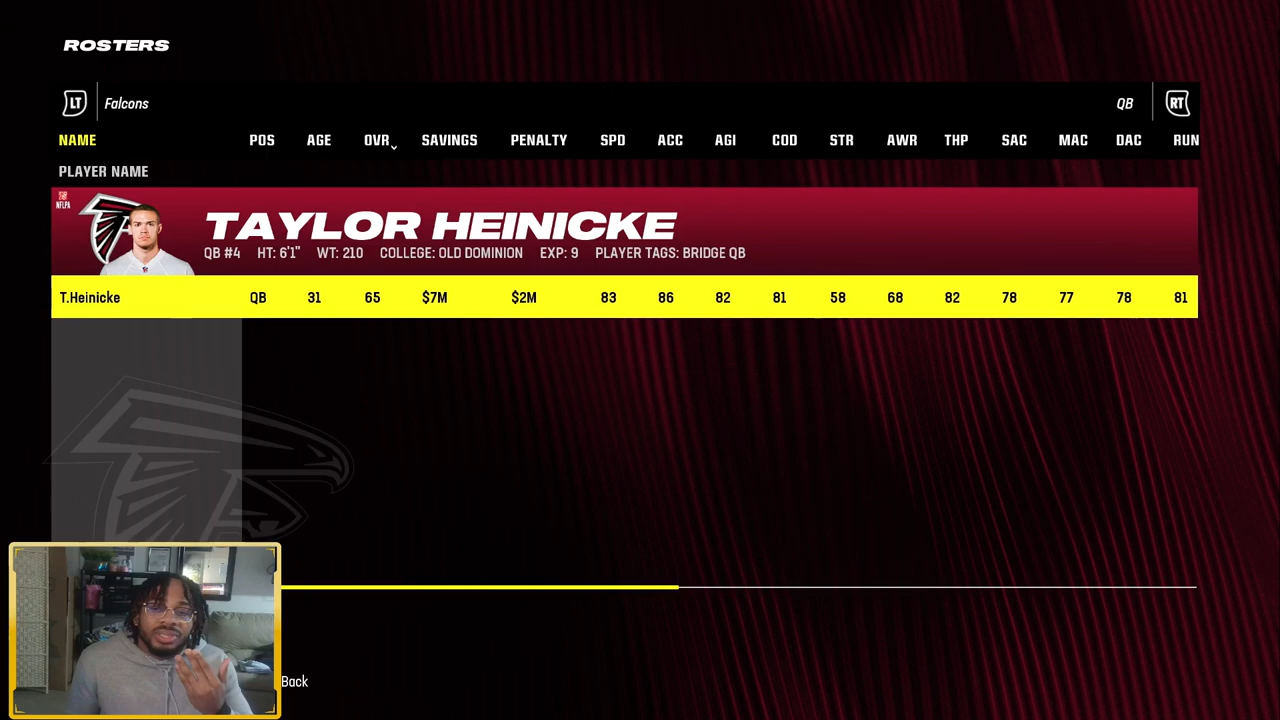 ROSTERS
LT Falcons QB RT
NAME POS AGE OVR SAVINGS PENALTY SPD ACC AGI COD STR AWR THP SAC MAC DAC RUN
PLAYER NAME
NFLPA
TAYLOR HEINICKE
QB #4 HT: 6'1" WT: 210 COLLEGE: OLD DOMINION EXP: 9 PLAYER TAGS: BRIDGE QB
T.Heinicke QB 31 65 $7M $2M 83 86 82 81 58 68 82 78 77 78 81
Back